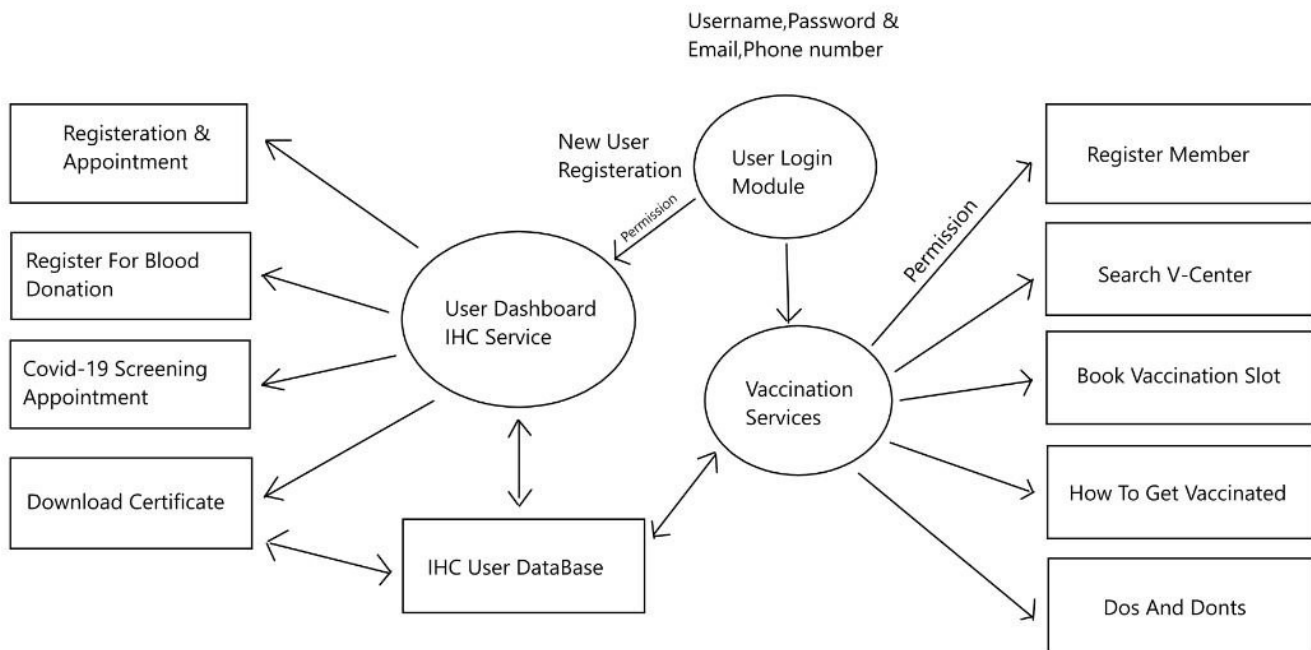 Username,Password &
Email,Phone number
Registeration &
Appointment
New User
Registeration
User Login
Module
Permission
Register Member
Register For Blood
Donation
User Dashboard
IHC Service
Permission
Search V-Center
Covid-19 Screening
Appointment
Vaccination
Services
Book Vaccination Slot
Download Certificate
How To Get Vaccinated
IHC User DataBase
Dos And Donts